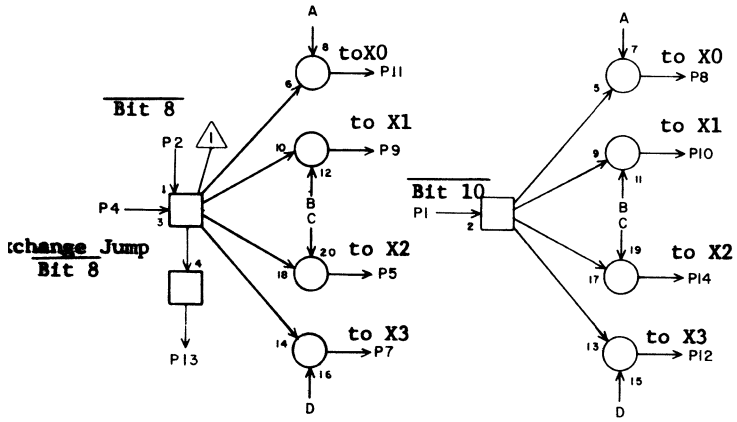 A
8
toX0
6
P11
Bit 8
P2
1
to X1
10
P9
12
1
P4
3
B
C
xchange Jump
Bit 8
4
20
to X2
18
P5
P13
14
to X3
P7
16
D
A
7
to X0
5
P8
to X1
9
P10
11
Bit 10
P1
2
B
C
19
to X2
17
P14
13
to X3
P12
15
D